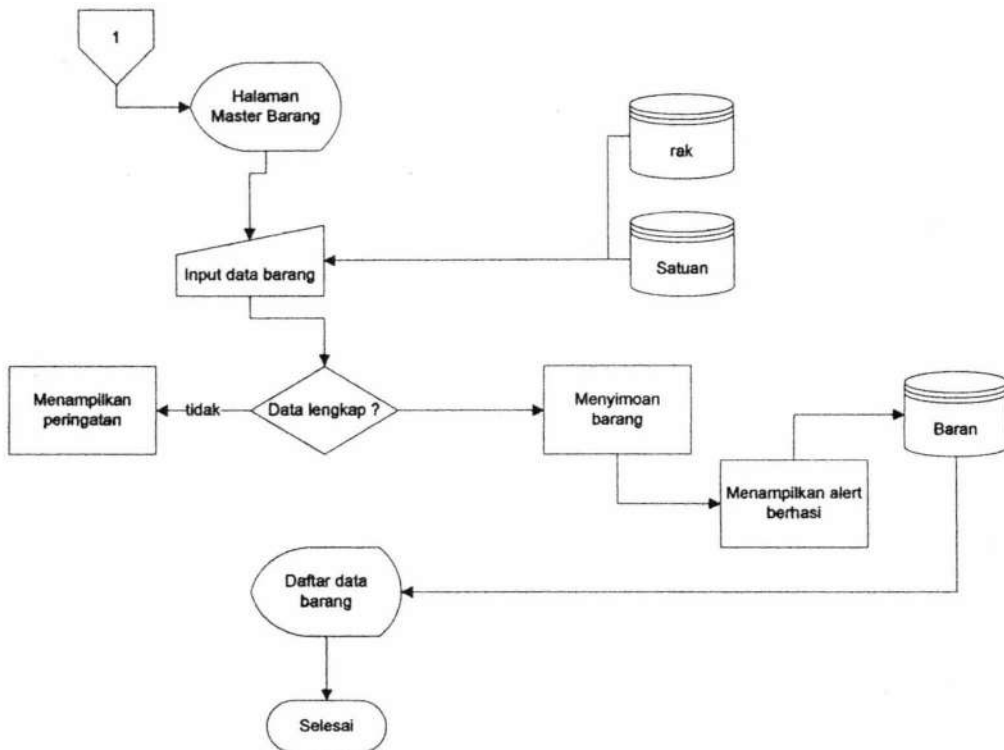 1
Halaman
Master Barang
rak
Input data barang
Satuan
Menampilkan
peringatan
tidak
Data lengkap ?
Menyimoan
barang
Baran
Menampilkan alert
berhasi
Daftar data
barang
Selesai